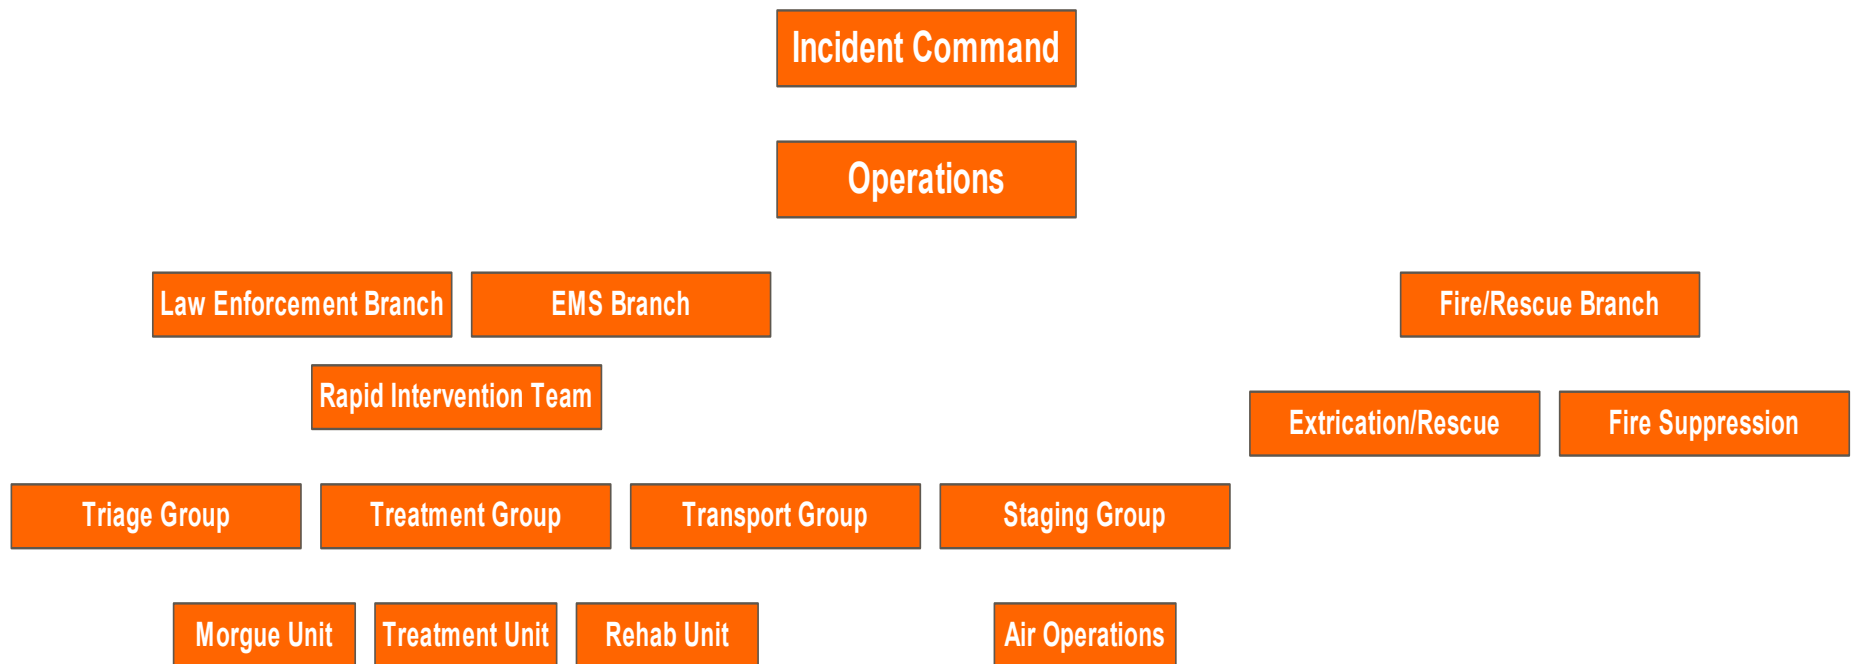 Incident Command
Operations
Law Enforcement Branch
EMS Branch
Fire/Rescue Branch
Rapid Intervention Team
Extrication/Rescue
Fire Suppression
Triage Group
Treatment Group
Transport Group
Staging Group
Morgue Unit
Treatment Unit
Rehab Unit
Air Operations